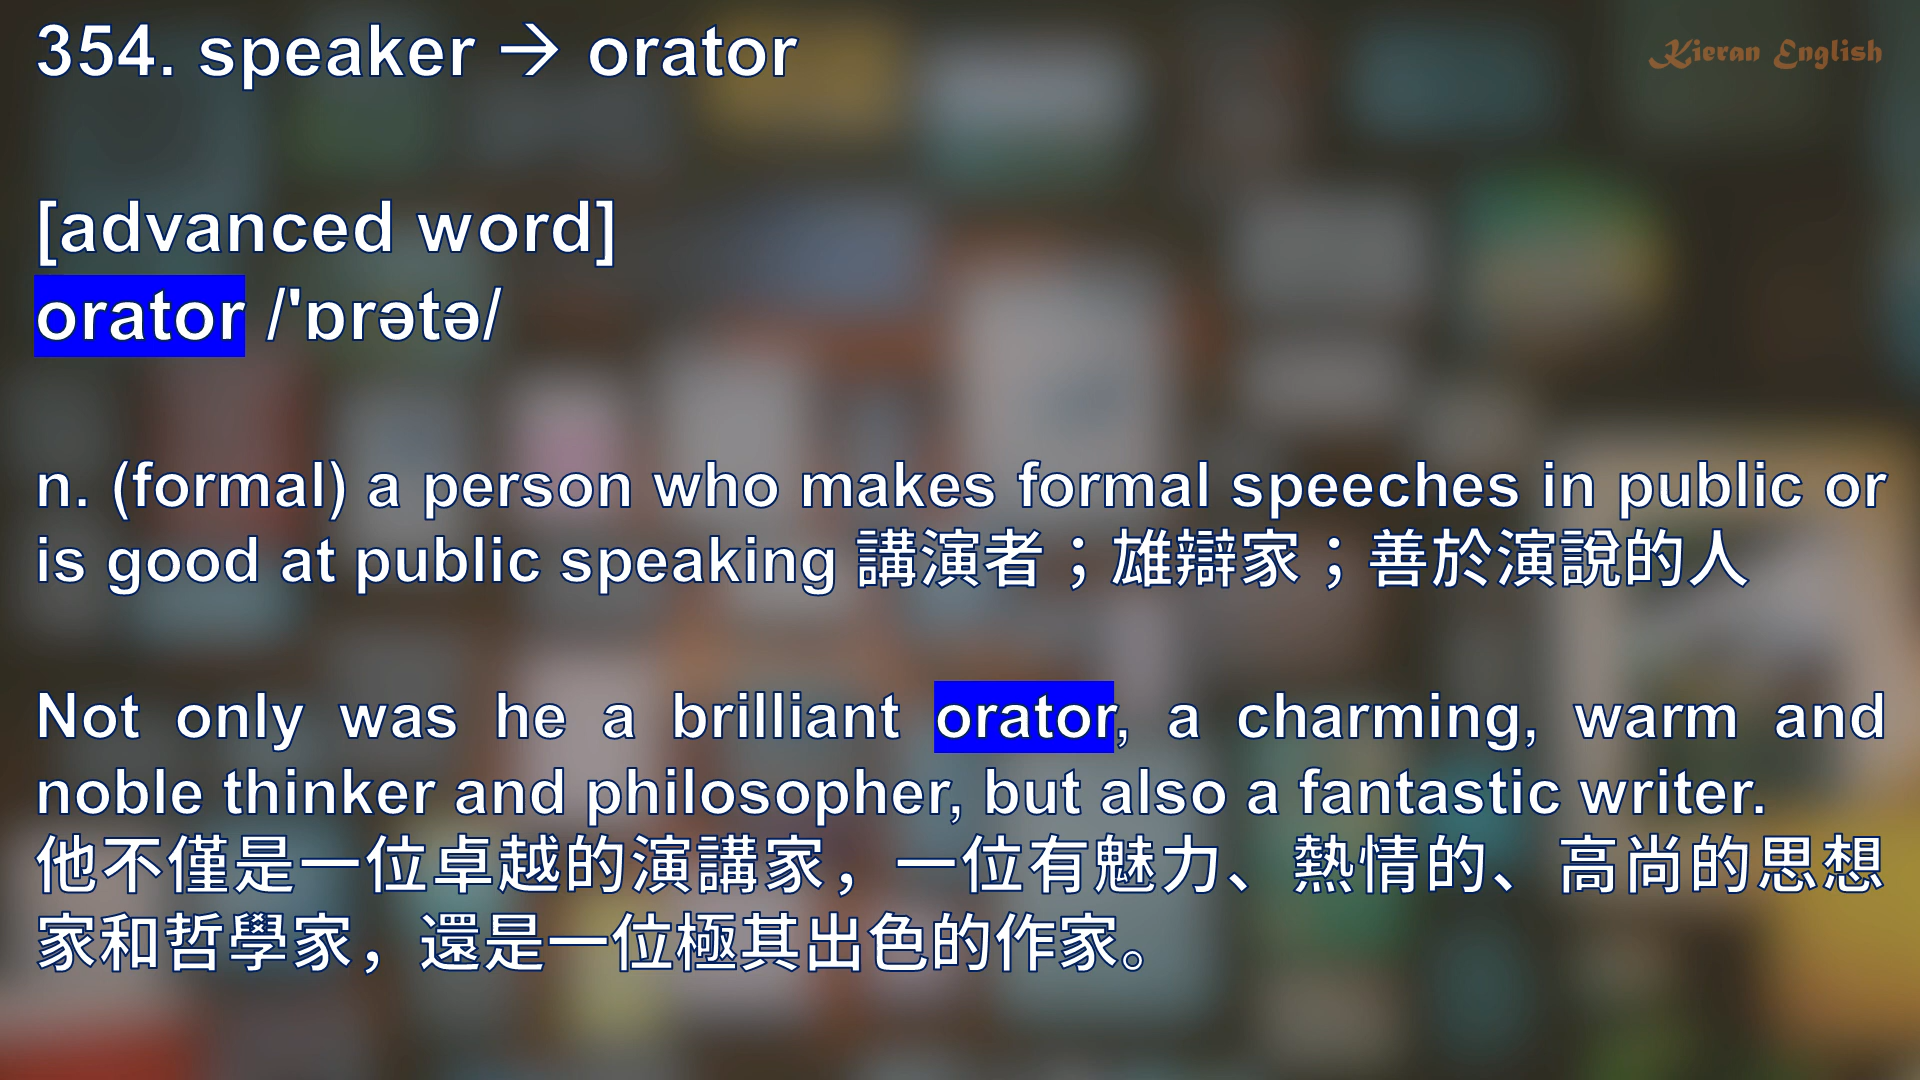 354. speaker → orator
Kieran English
[advanced word]
orator /'ɒrətə/
n. (formal) a person who makes formal speeches in public or
is good at public speaking 講演者；雄辯家；善於演說的人
Not only was he a brilliant orator, a charming, warm and
noble thinker and philosopher, but also a fantastic writer.
他不僅是一位卓越的演講家，一位有魅力、熱情的、高尚的思想
家和哲學家，還是一位極其出色的作家。